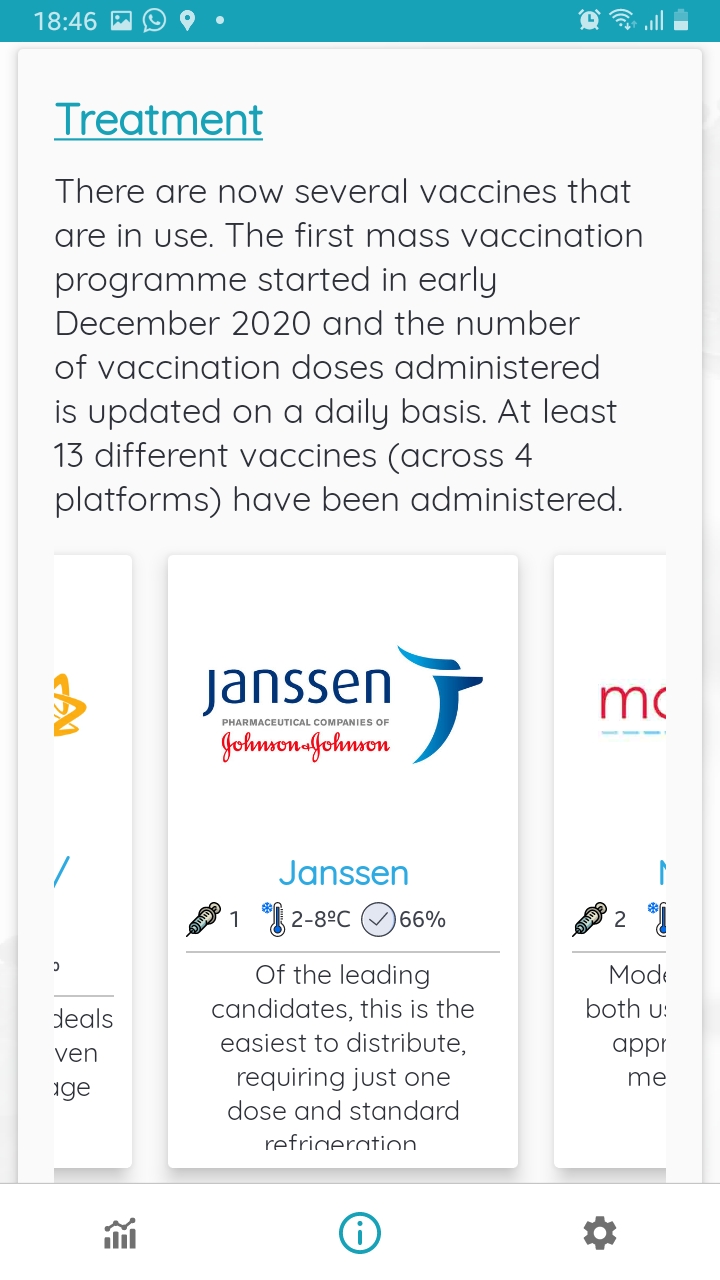 18:46
Treatment
There are now several vaccines that
are in use. The first mass vaccination
programme started in early
December 2020 and the number
of vaccination doses administered
is updated on a daily basis. At least
13 different vaccines (across 4
platforms) have been administered.
Janssen
PHARMACEUTICAL COMPANIES OF
Johnson & Johnson
Janssen
1 2-8ºC 66%
Of the leading
candidates, this is the
easiest to distribute,
requiring just one
dose and standard
refrigeration
deals
ven
age
2
both